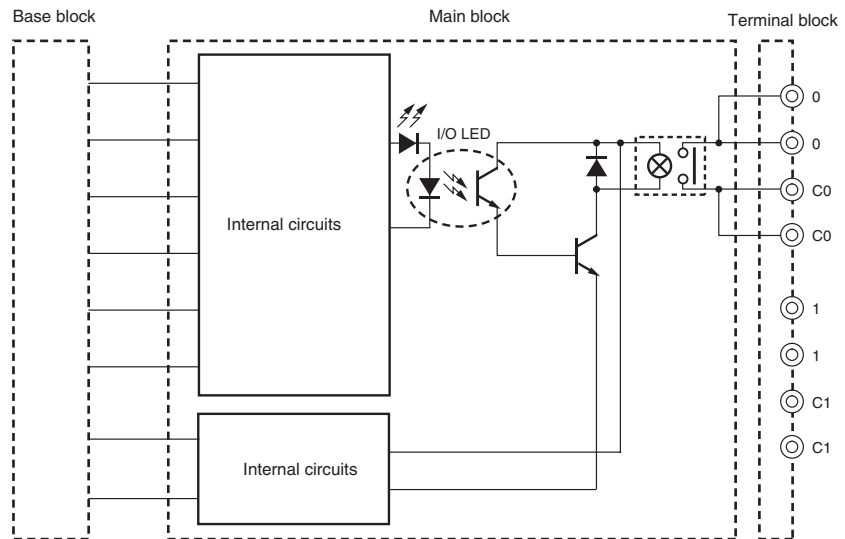 Base block
Main block
Terminal block
I/O LED
Internal circuits
Internal circuits
0
0
C0
C0
1
1
C1
C1